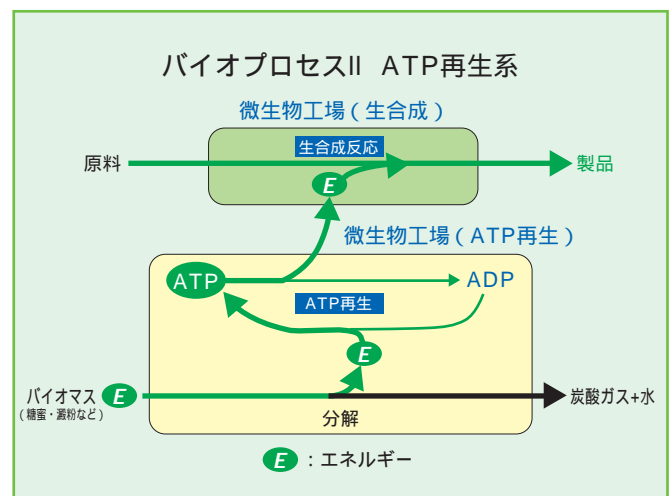 バイオプロセスII ATP再生系
微生物工場（生合成）
生合成反応
原料
製品
E
微生物工場（ATP再生）
ATP
ADP
ATP再生
E
バイオマス E
（糖蜜・澱粉など）
炭酸ガス+水
分解
E：エネルギー